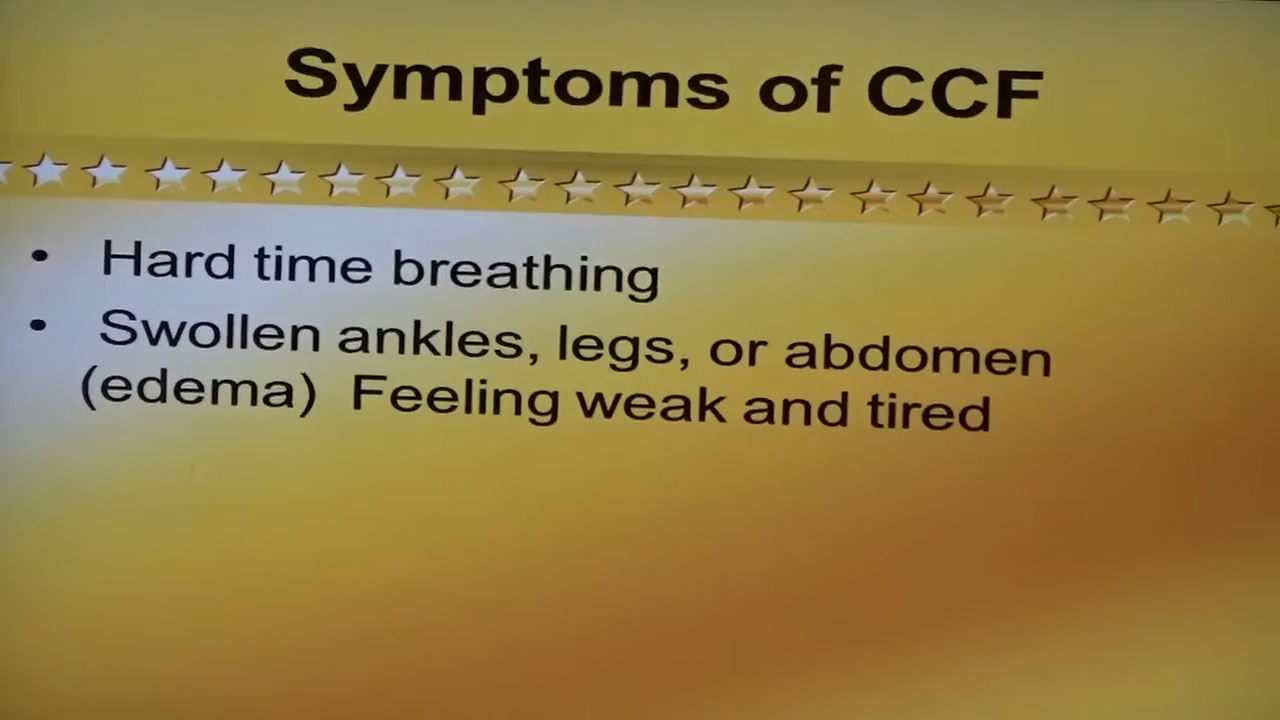 Symptoms of CCF
• Hard time breathing
• Swollen ankles, legs, or abdomen
(edema) Feeling weak and tired